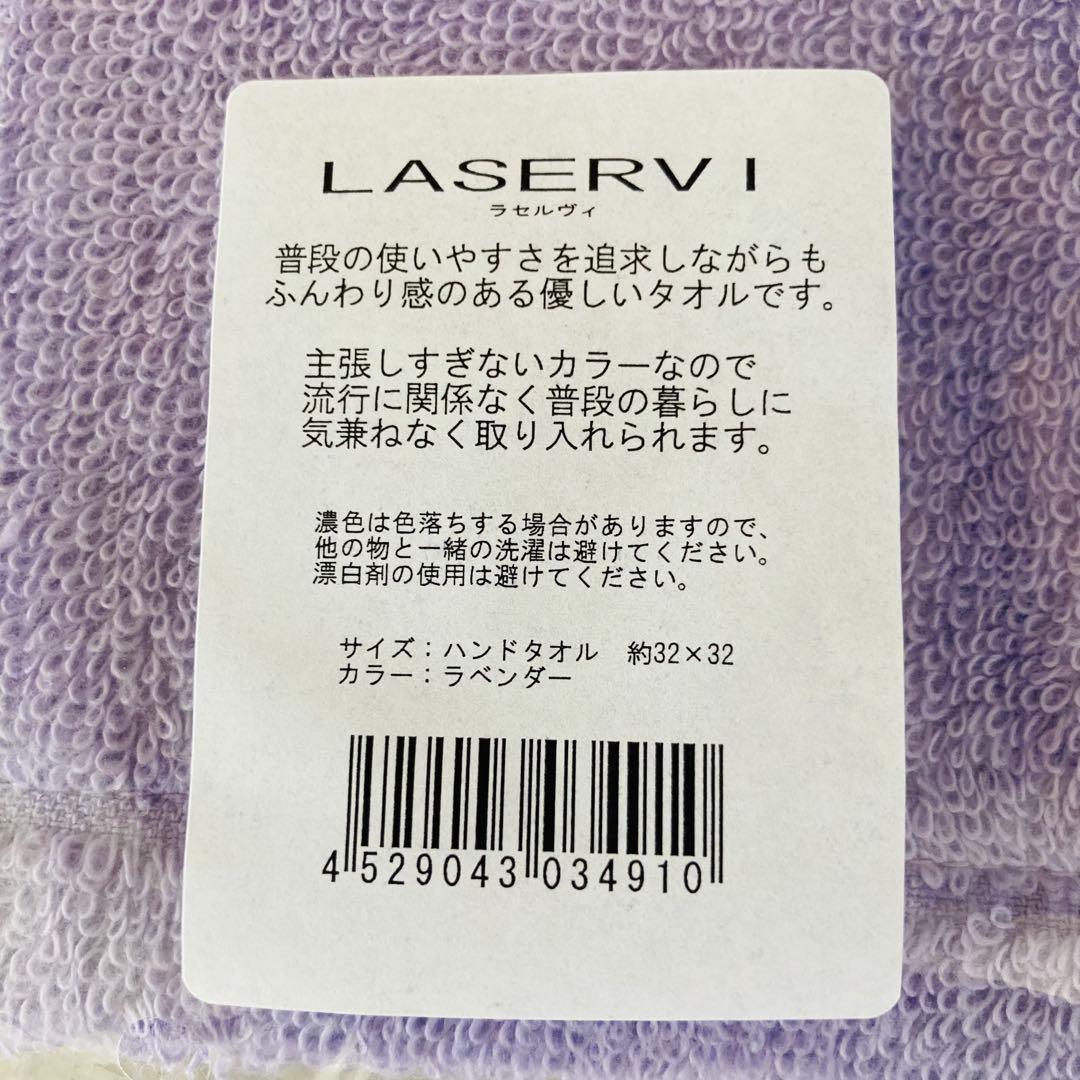 LASERVI
ラセルヴィ
普段の使いやすさを追求しながらも
ふんわり感のある優しいタオルです。
主張しすぎないカラーなので
流行に関係なく普段の暮らしに
気兼ねなく取り入れられます。
濃色は色落ちする場合がありますので、
他の物と一緒の洗濯は避けてください。
漂白剤の使用は避けてください。
サイズ：ハンドタオル　約32×32
カラー：ラベンダー
4 529043 034910